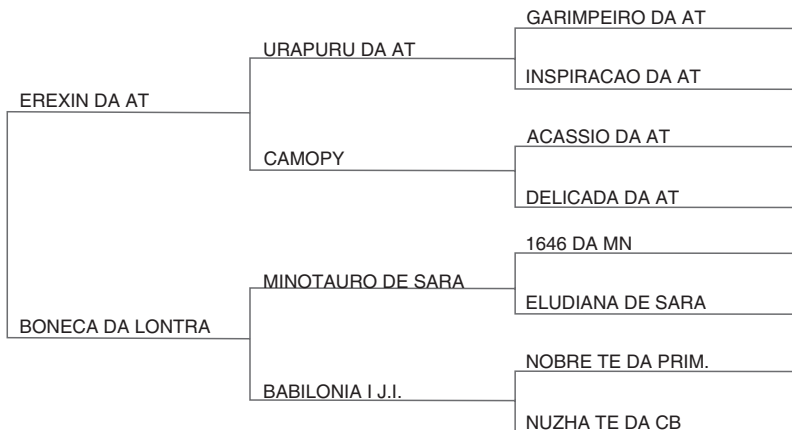 GARIMPEIRO DA AT
URAPURU DA AT
INSPIRACAO DA AT
EREXIN DA AT
ACASSIO DA AT
CAMOPY
DELICADA DA AT
1646 DA MN
MINOTAURO DE SARA
ELUDIANA DE SARA
BONECA DA LONTRA
NOBRE TE DA PRIM.
BABILONIA I J.I.
NUZHA TE DA CB